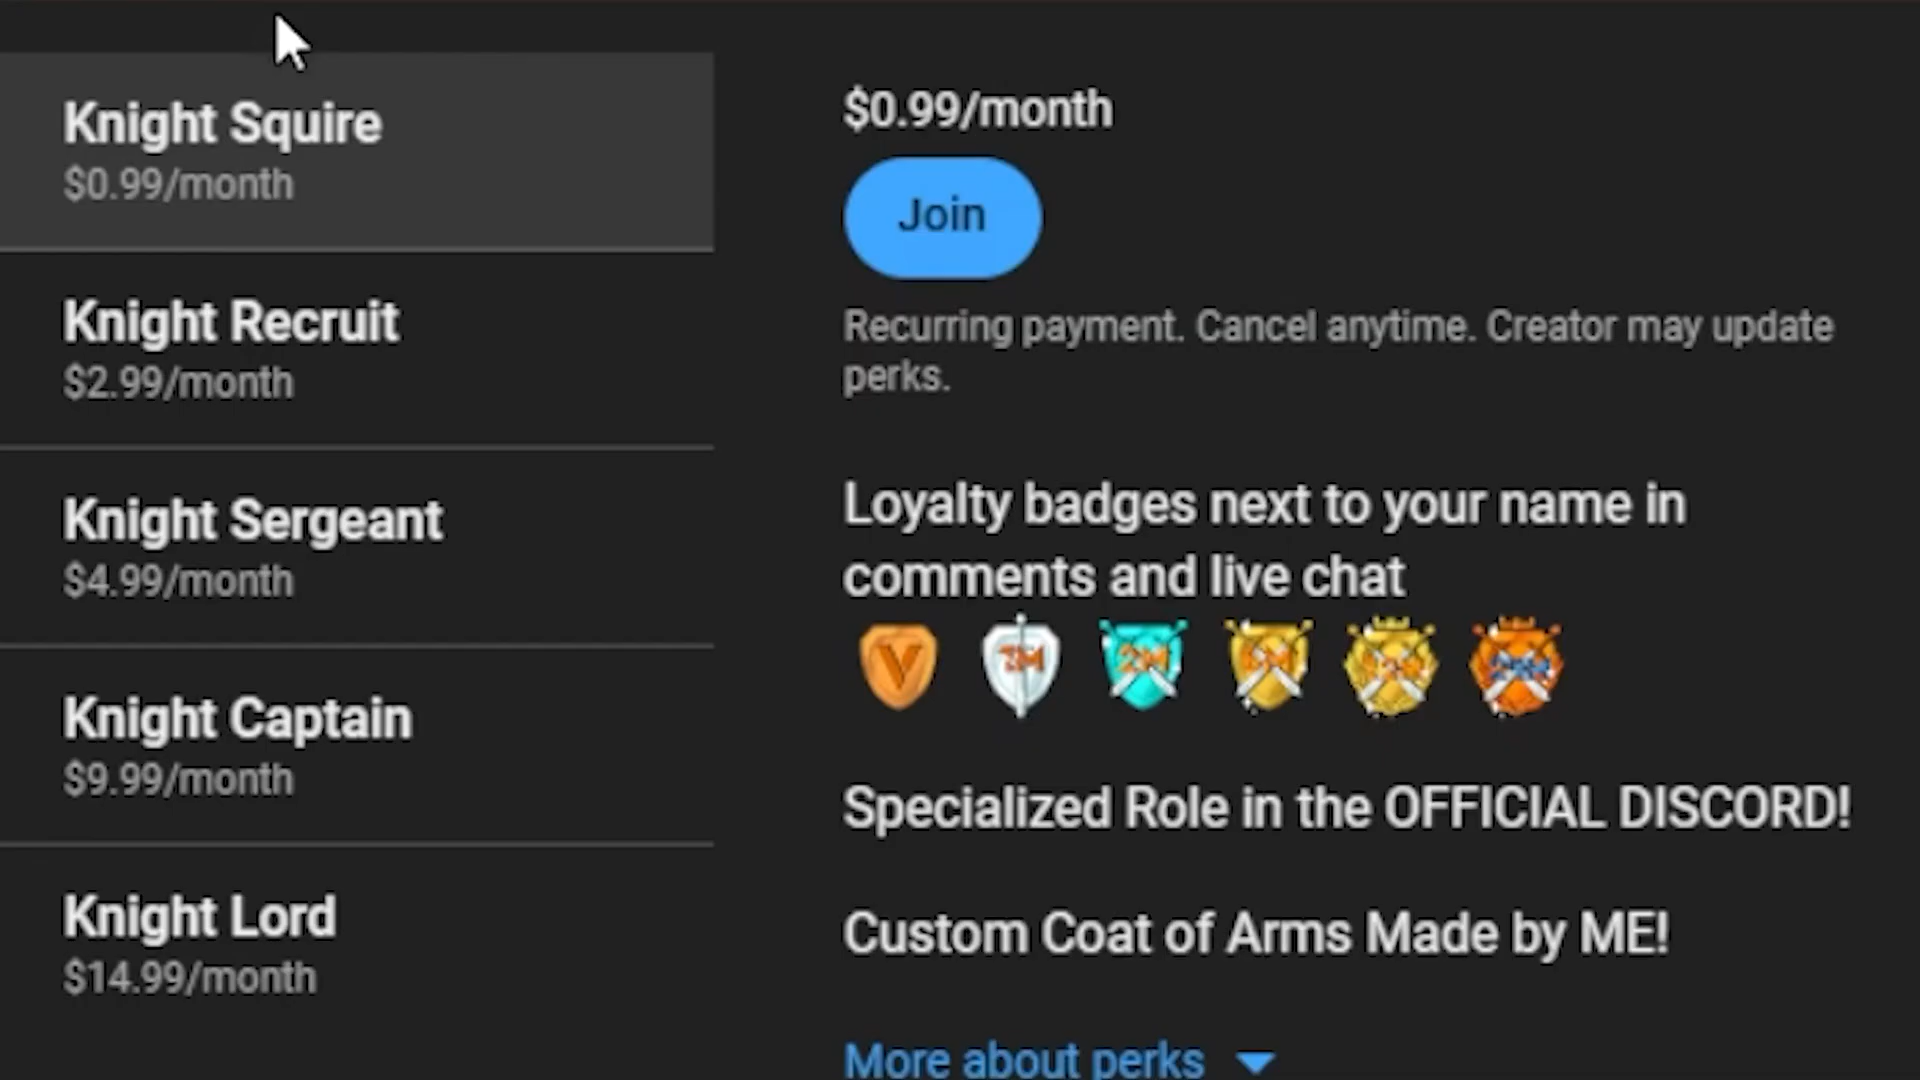 Knight Squire
$0.99/month
Knight Recruit
$2.99/month
Knight Sergeant
$4.99/month
Knight Captain
$9.99/month
Knight Lord
$14.99/month
$0.99/month
Join
Recurring payment. Cancel anytime. Creator may update
perks.
Loyalty badges next to your name in
comments and live chat
V
Specialized Role in the OFFICIAL DISCORD!
Custom Coat of Arms Made by ME!
More about perks